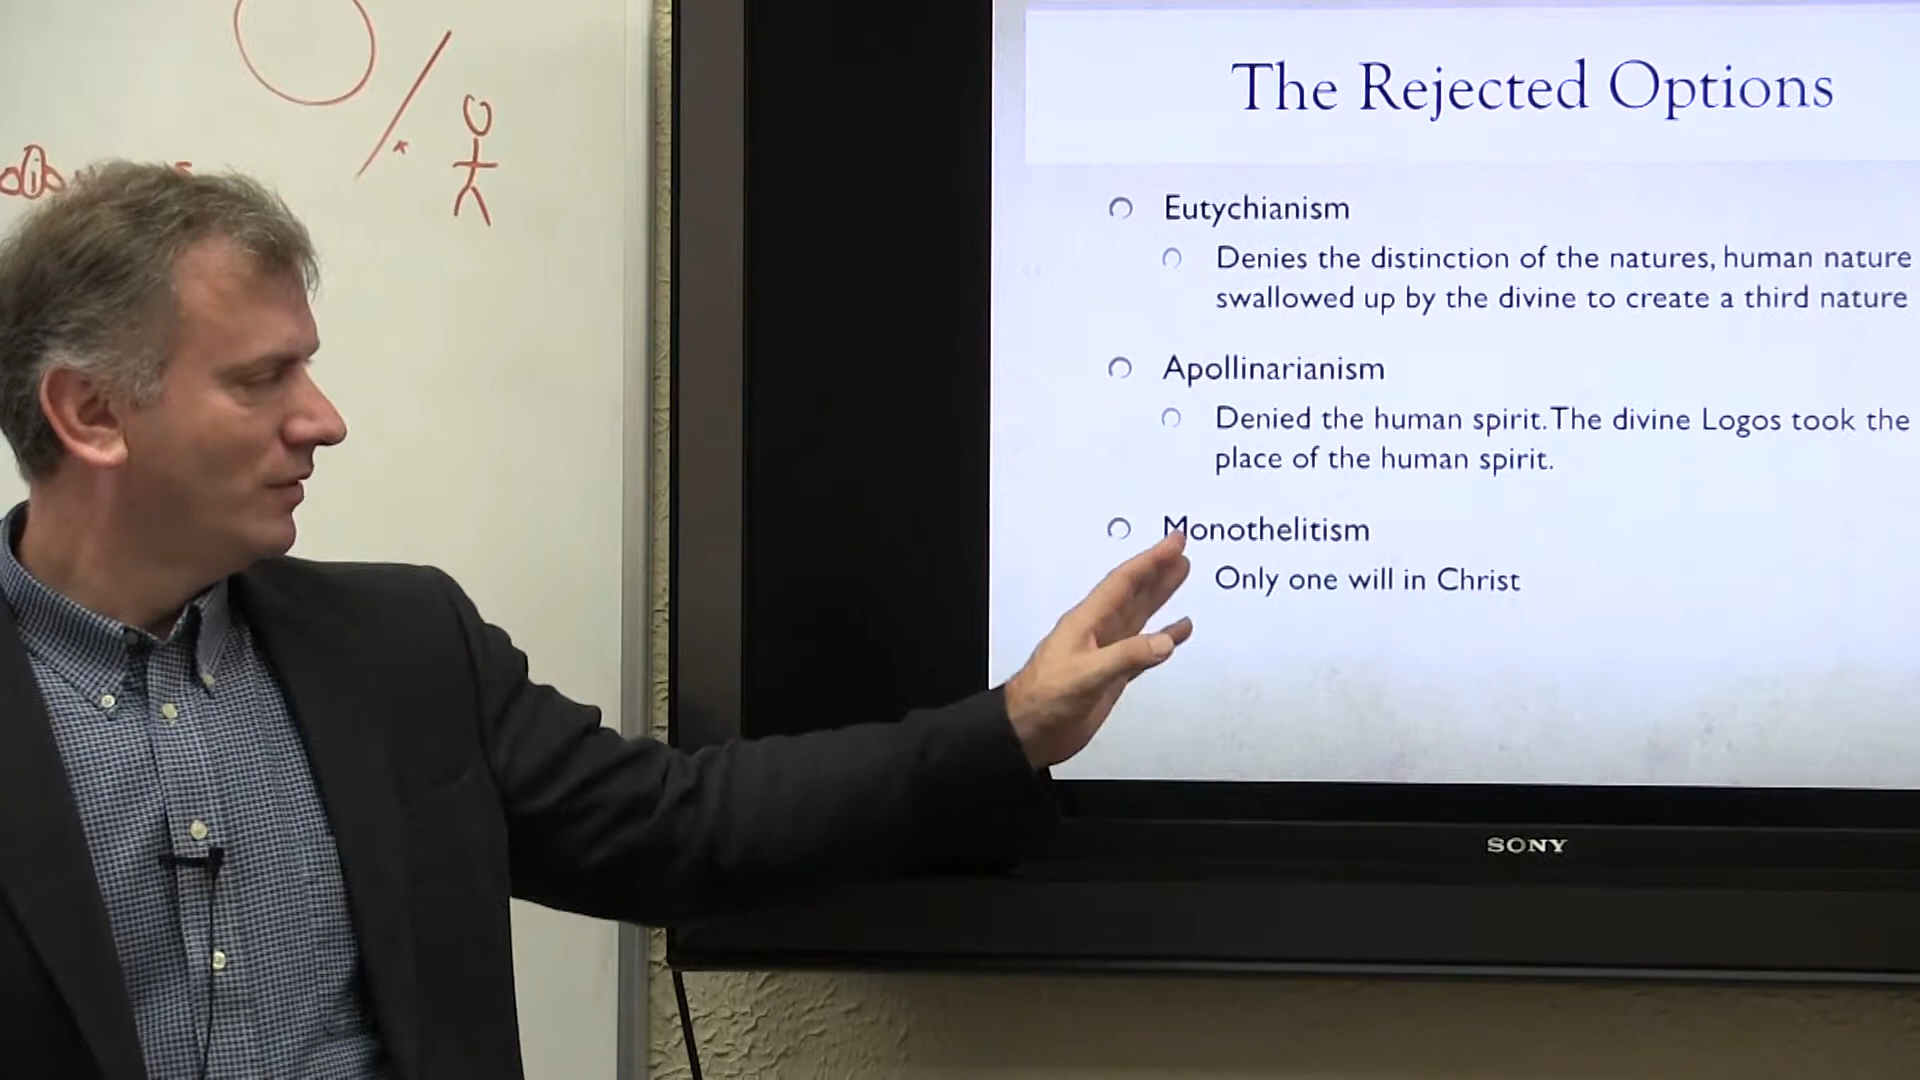 The Rejected Options
Eutychianism
Denies the distinction of the natures, human nature
swallowed up by the divine to create a third nature
Apollinarianism
Denied the human spirit. The divine Logos took the
place of the human spirit.
Monothelitism
Only one will in Christ
SONY